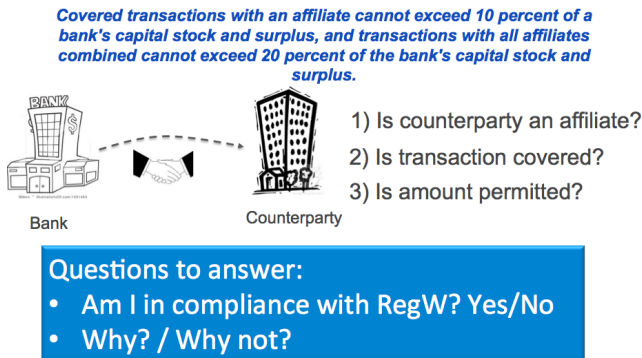 Covered transactions with an affiliate cannot exceed 10 percent of a
bank's capital stock and surplus, and transactions with all affiliates
combined cannot exceed 20 percent of the bank's capital stock and
surplus.
BANK
$
$
1) Is counterparty an affiliate?
2) Is transaction covered?
3) Is amount permitted?
Bank
Counterparty
Questions to answer:
• Am I in compliance with RegW? Yes/No
• Why? / Why not?